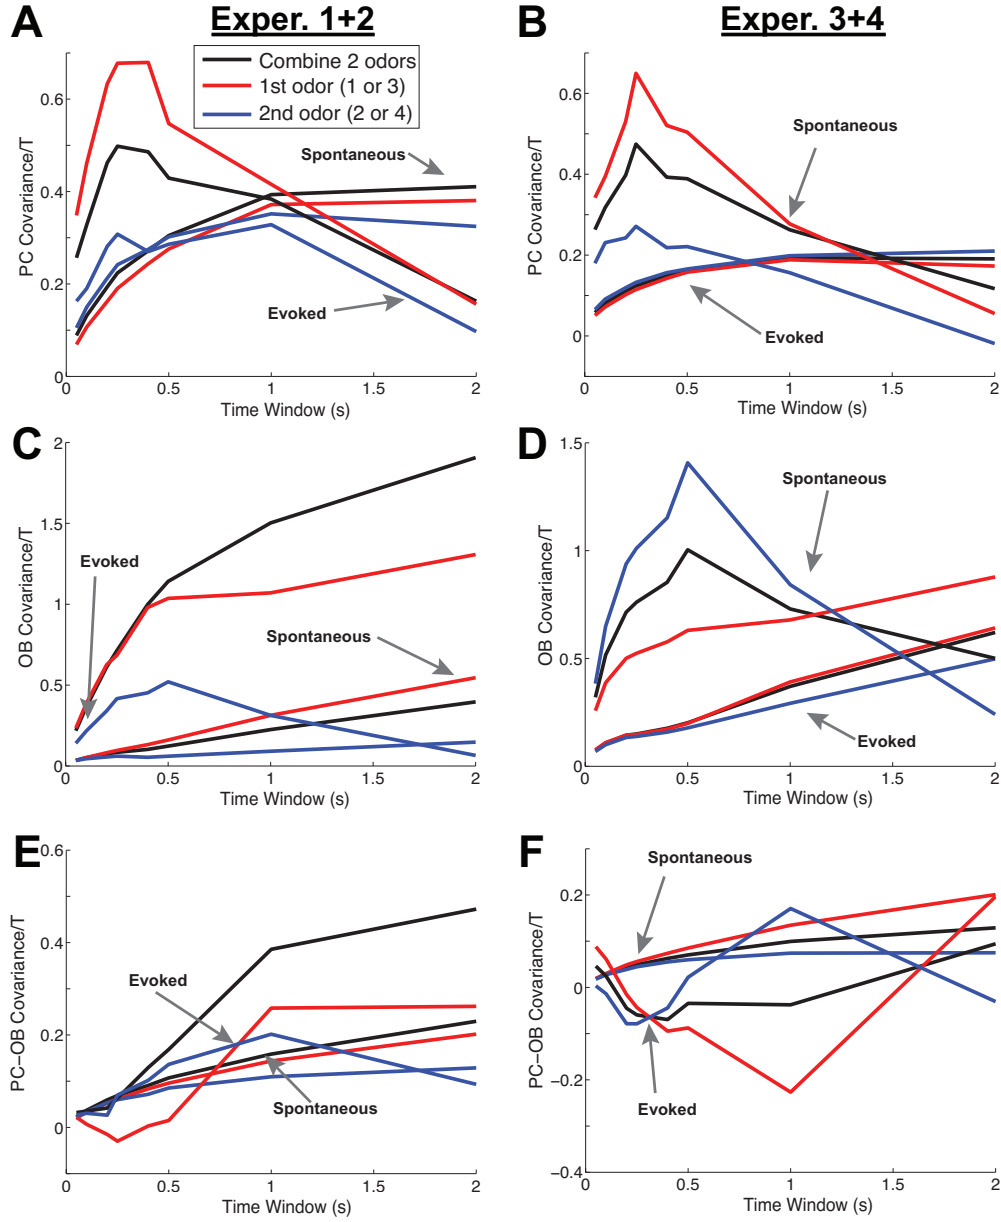 A
Exper. 1+2
B
Exper. 3+4
Combine 2 odors
1st odor (1 or 3)
2nd odor (2 or 4)
PC Covariance/T
0.6
0.4
0.2
0
Spontaneous
Evoked
0 0.5 1 1.5 2
Time Window (s)
PC Covariance/T
0.6
0.4
0.2
0
Spontaneous
Evoked
0 0.5 1 1.5 2
Time Window (s)
C
OB Covariance/T
2
1.5
1
0.5
0
Evoked
Spontaneous
0 0.5 1 1.5 2
Time Window (s)
D
OB Covariance/T
1.5
1
0.5
0
Spontaneous
Evoked
0 0.5 1 1.5 2
Time Window (s)
E
PC−OB Covariance/T
0.6
0.4
0.2
0
Evoked
Spontaneous
0 0.5 1 1.5 2
Time Window (s)
F
PC−OB Covariance/T
0.2
0
−0.2
−0.4
Spontaneous
Evoked
0 0.5 1 1.5 2
Time Window (s)